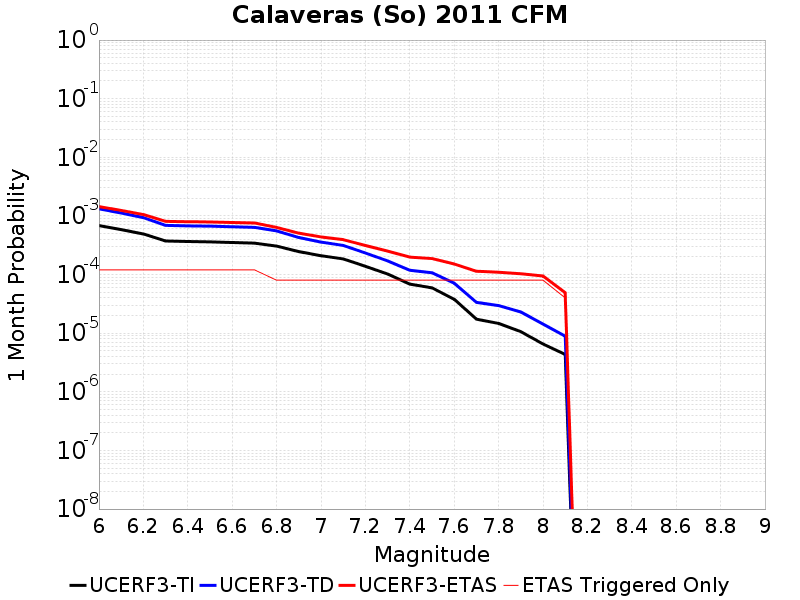 Calaveras (So) 2011 CFM
1 Month Probability
10^0
10^-1
10^-2
10^-3
10^-4
10^-5
10^-6
10^-7
10^-8
6 6.2 6.4 6.6 6.8 7 7.2 7.4 7.6 7.8 8 8.2 8.4 8.6 8.8 9
Magnitude
UCERF3-TI UCERF3-TD UCERF3-ETAS ETAS Triggered Only